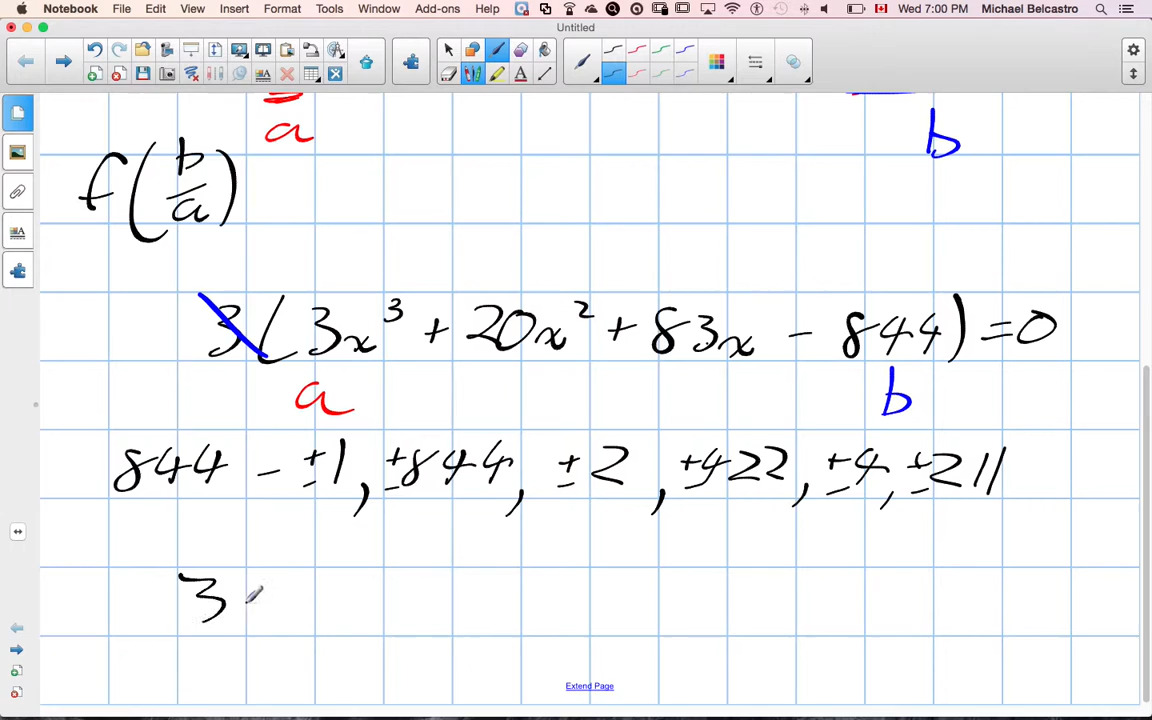 Notebook File Edit View Insert Format Tools Window Add-ons Help Wed 7:00 PM Michael Belcastro
Untitled
a b
f(b/a)
3(3x³ + 20x² + 83x - 844) = 0
a b
844 - ±1, ±844, ±2, ±422, ±4, ±211
3
Extend Page